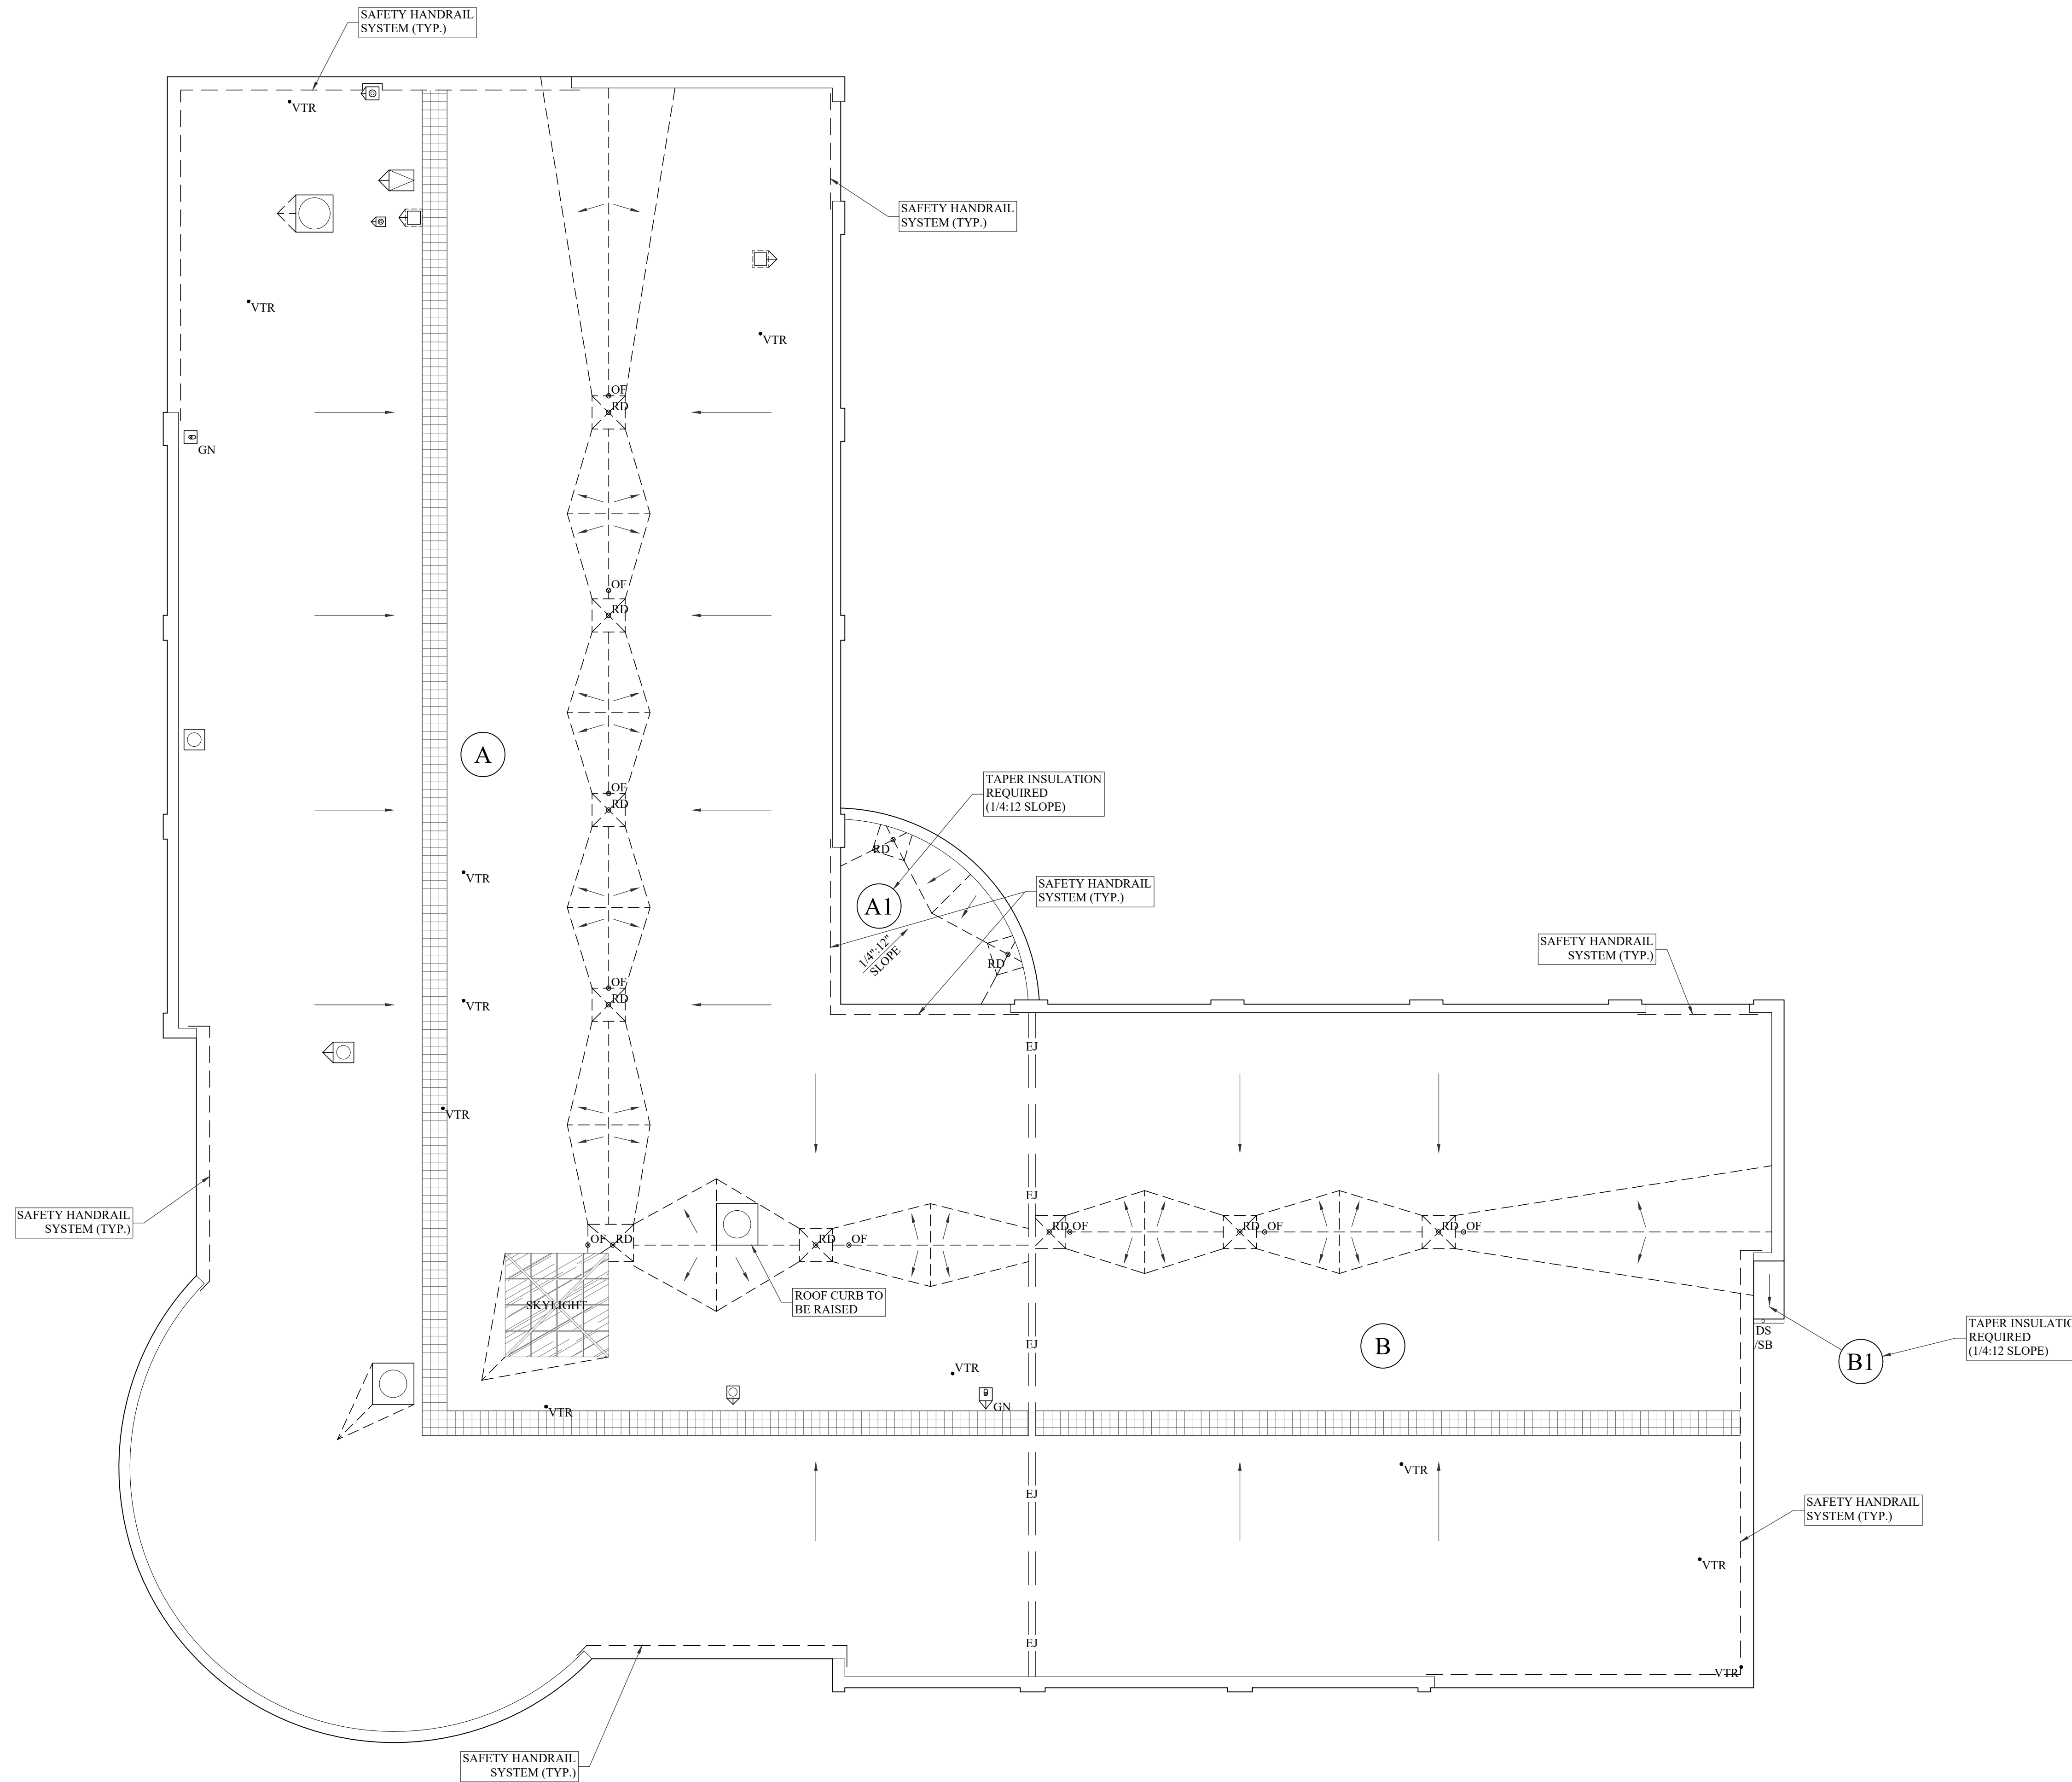 SAFETY HANDRAIL
SYSTEM (TYP.)
VTR
SAFETY HANDRAIL
SYSTEM (TYP.)
VTR
VTR
OF
RD
GN
OF
RD
A
TAPER INSULATION
REQUIRED
(1/4:12 SLOPE)
OF
RD
RD
VTR
SAFETY HANDRAIL
SYSTEM (TYP.)
A1
1/4":12"
SLOPE
RD
SAFETY HANDRAIL
SYSTEM (TYP.)
OF
RD
VTR
EJ
VTR
EJ
SAFETY HANDRAIL
SYSTEM (TYP.)
OF
RD
RD
OF
RD
OF
RD
OF
RD
OF
SKYLIGHT
ROOF CURB TO
BE RAISED
EJ
B
DS
/SB
B1
TAPER INSULATIO
REQUIRED
(1/4:12 SLOPE)
VTR
VTR
GN
VTR
EJ
SAFETY HANDRAIL
SYSTEM (TYP.)
VTR
EJ
VTR
SAFETY HANDRAIL
SYSTEM (TYP.)